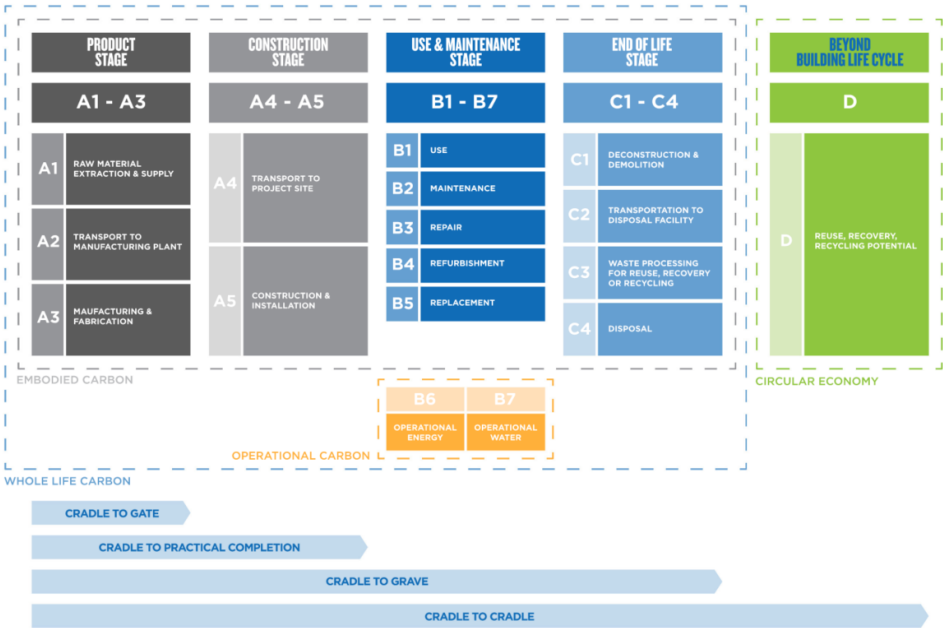 PRODUCT
STAGE
CONSTRUCTION
STAGE
USE & MAINTENANCE
STAGE
END OF LIFE
STAGE
BEYOND
BUILDING LIFE CYCLE
A1 - A3
A4 - A5
B1 - B7
C1 - C4
D
A1
RAW MATERIAL
EXTRACTION & SUPPLY
A2
TRANSPORT TO
MANUFACTURING PLANT
A3
MAUFACTURING &
FABRICATION
A4
TRANSPORT TO
PROJECT SITE
A5
CONSTRUCTION &
INSTALLATION
B1
USE
B2
MAINTENANCE
B3
REPAIR
B4
REFURBISHMENT
B5
REPLACEMENT
C1
DECONSTRUCTION &
DEMOLITION
C2
TRANSPORTATION TO
DISPOSAL FACILITY
C3
WASTE PROCESSING
FOR REUSE, RECOVERY
OR RECYCLING
C4
DISPOSAL
D
REUSE, RECOVERY,
RECYCLING POTENTIAL
EMBODIED CARBON
CIRCULAR ECONOMY
B6
B7
OPERATIONAL
ENERGY
OPERATIONAL
WATER
OPERATIONAL CARBON
WHOLE LIFE CARBON
CRADLE TO GATE
CRADLE TO PRACTICAL COMPLETION
CRADLE TO GRAVE
CRADLE TO CRADLE